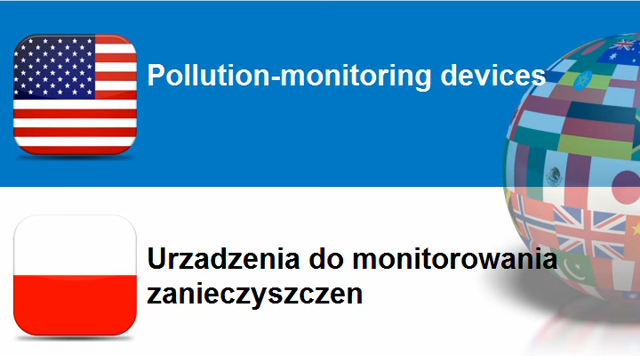 Pollution-monitoring devices
Urzadzenia do monitorowania
zanieczyszczen